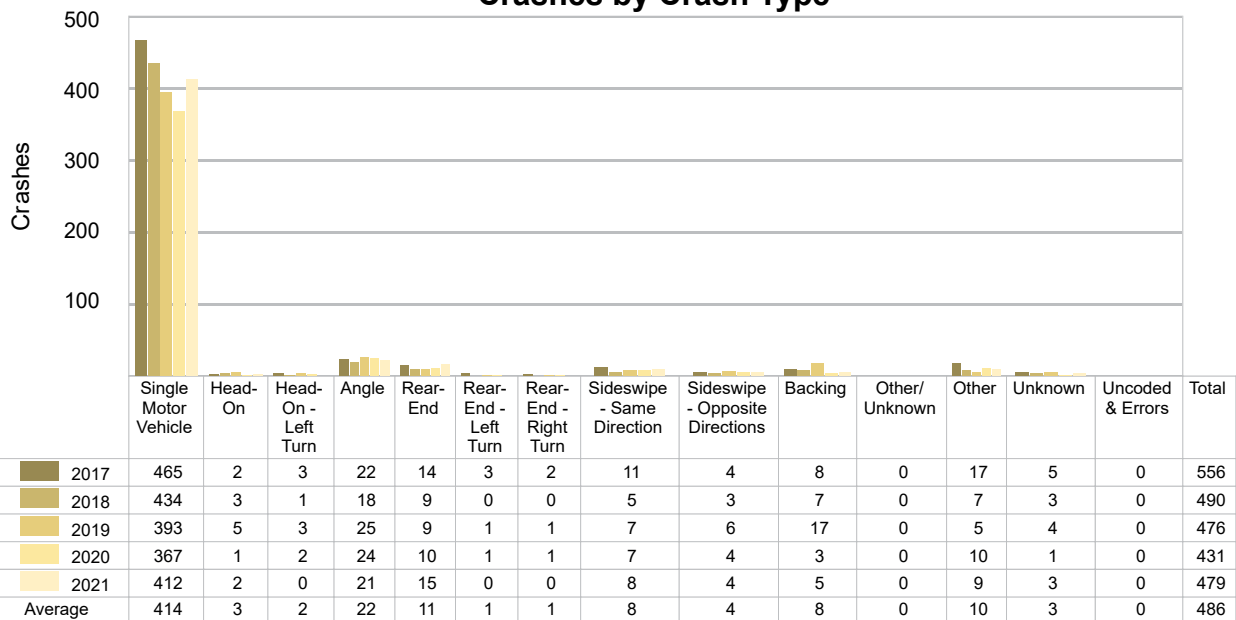 Crashes by Crash Type
500
400
300
200
100
Crashes
Single Motor Vehicle Head-On Head-On - Left Turn Angle Rear-End Rear-End - Left Turn Rear-End - Right Turn Sideswipe - Same Direction Sideswipe - Opposite Directions Backing Other/ Unknown Other Unknown Uncoded & Errors Total
2017 465 2 3 22 14 3 2 11 4 8 0 17 5 0 556
2018 434 3 1 18 9 0 0 5 3 7 0 7 3 0 490
2019 393 5 3 25 9 1 1 7 6 17 0 5 4 0 476
2020 367 1 2 24 10 1 1 7 4 3 0 10 1 0 431
2021 412 2 0 21 15 0 0 8 4 5 0 9 3 0 479
Average 414 3 2 22 11 1 1 8 4 8 0 10 3 0 486